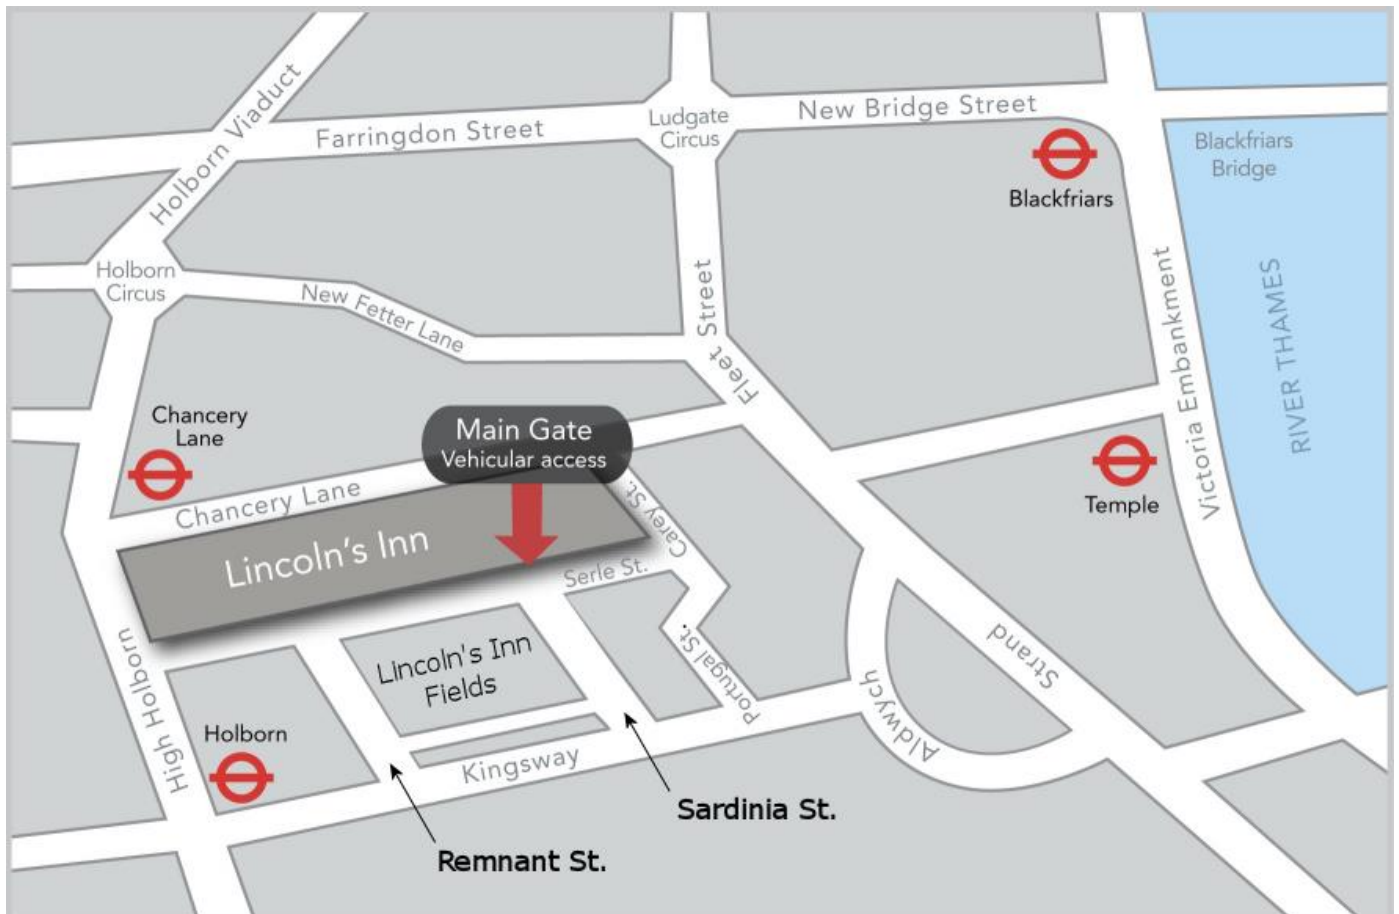 Holborn Viaduct
Farringdon Street
Ludgate
Circus
New Bridge Street
Blackfriars
Bridge
Blackfriars
Holborn
Circus
New Fetter Lane
Fleet Street
Victoria Embankment
RIVER THAMES
Chancery
Lane
Main Gate
Vehicular access
Chancery Lane
Temple
Lincoln's Inn
Carey St.
Serle St.
High Holborn
Lincoln's Inn
Fields
Portugal St.
Strand
Aldwych
Holborn
Kingsway
Sardinia St.
Remnant St.